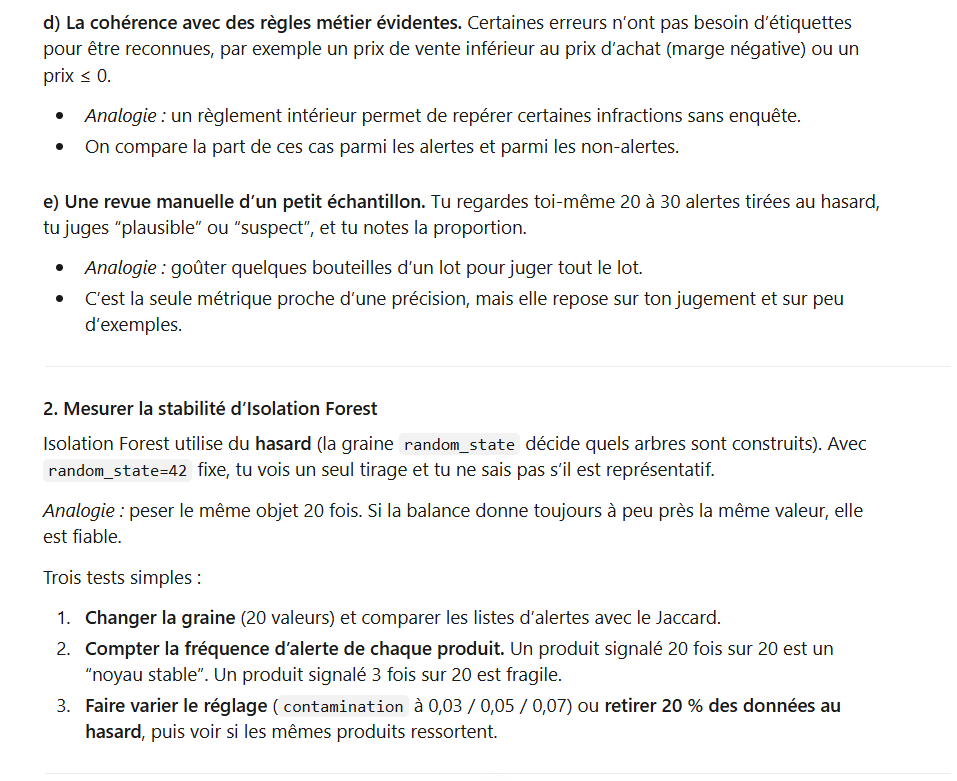 d) La cohérence avec des règles métier évidentes. Certaines erreurs n’ont pas besoin d’étiquettes
pour être reconnues, par exemple un prix de vente inférieur au prix d’achat (marge négative) ou un
prix ≤ 0.
• Analogie : un règlement intérieur permet de repérer certaines infractions sans enquête.
• On compare la part de ces cas parmi les alertes et parmi les non-alertes.
e) Une revue manuelle d’un petit échantillon. Tu regardes toi-même 20 à 30 alertes tirées au hasard,
tu juges “plausible” ou “suspect”, et tu notes la proportion.
• Analogie : goûter quelques bouteilles d’un lot pour juger tout le lot.
• C’est la seule métrique proche d’une précision, mais elle repose sur ton jugement et sur peu
d’exemples.
2. Mesurer la stabilité d’Isolation Forest
Isolation Forest utilise du hasard (la graine random_state décide quels arbres sont construits). Avec
random_state=42 fixe, tu vois un seul tirage et tu ne sais pas s’il est représentatif.
Analogie : peser le même objet 20 fois. Si la balance donne toujours à peu près la même valeur, elle
est fiable.
Trois tests simples :
1. Changer la graine (20 valeurs) et comparer les listes d’alertes avec le Jaccard.
2. Compter la fréquence d’alerte de chaque produit. Un produit signalé 20 fois sur 20 est un
“noyau stable”. Un produit signalé 3 fois sur 20 est fragile.
3. Faire varier le réglage ( contamination à 0,03 / 0,05 / 0,07) ou retirer 20 % des données au
hasard, puis voir si les mêmes produits ressortent.